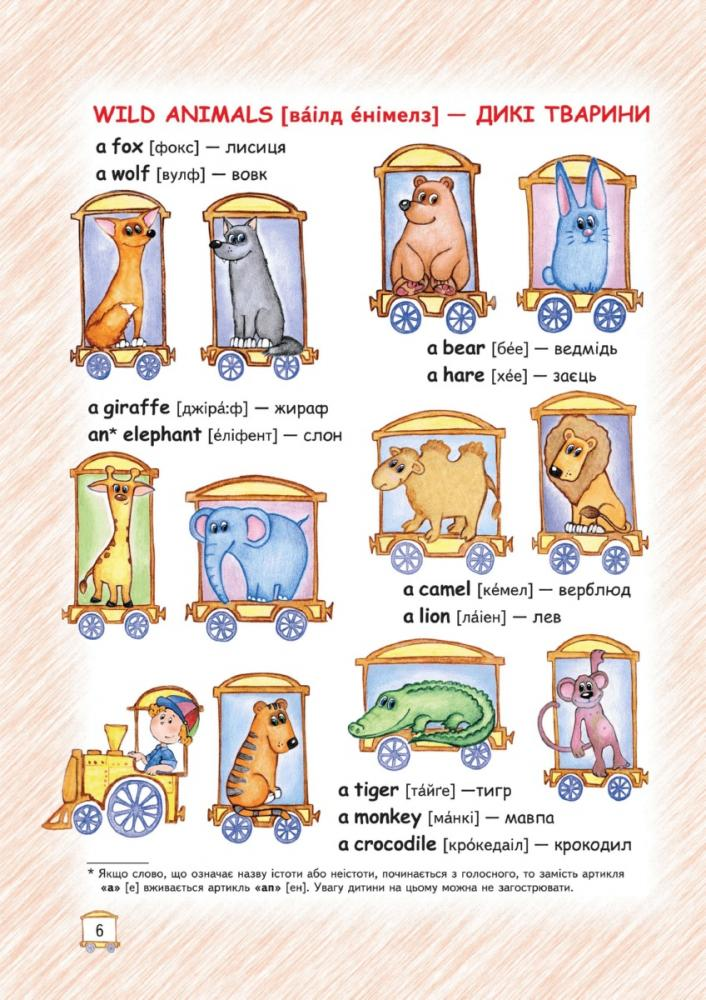 WILD ANIMALS [ва́ілд е́німелз] — ДИКІ ТВАРИНИ
a fox [фокс] — лисиця
a wolf [вулф] — вовк
a bear [бе́е] — ведмідь
a hare [хе́е] — заєць
a giraffe [джіра́:ф] — жираф
an* elephant [е́ліфент] — слон
a camel [ке́мел] — верблюд
a lion [ла́іен] — лев
a tiger [та́йґе] —тигр
a monkey [ма́нкі] — мавпа
a crocodile [кро́кедаіл] — крокодил
* Якщо слово, що означає назву істоти або неістоти, починається з голосного, то замість артикля
«a» [е] вживається артикль «an» [ен]. Увагу дитини на цьому можна не загострювати.
6